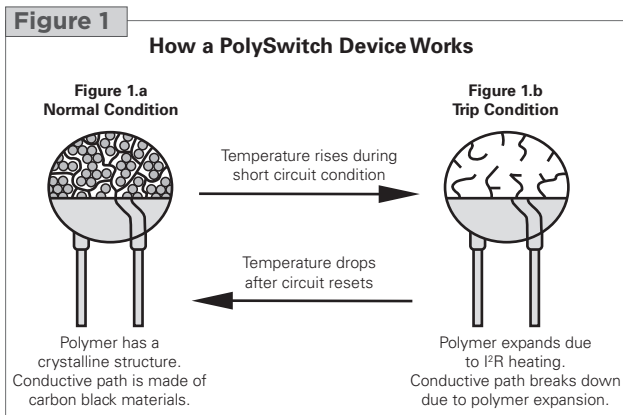 Figure 1
How a PolySwitch Device Works
Figure 1.a
Normal Condition
Figure 1.b
Trip Condition
Temperature rises during
short circuit condition
Temperature drops
after circuit resets
Polymer has a
crystalline structure.
Conductive path is made of
carbon black materials.
Polymer expands due
to I²R heating.
Conductive path breaks down
due to polymer expansion.